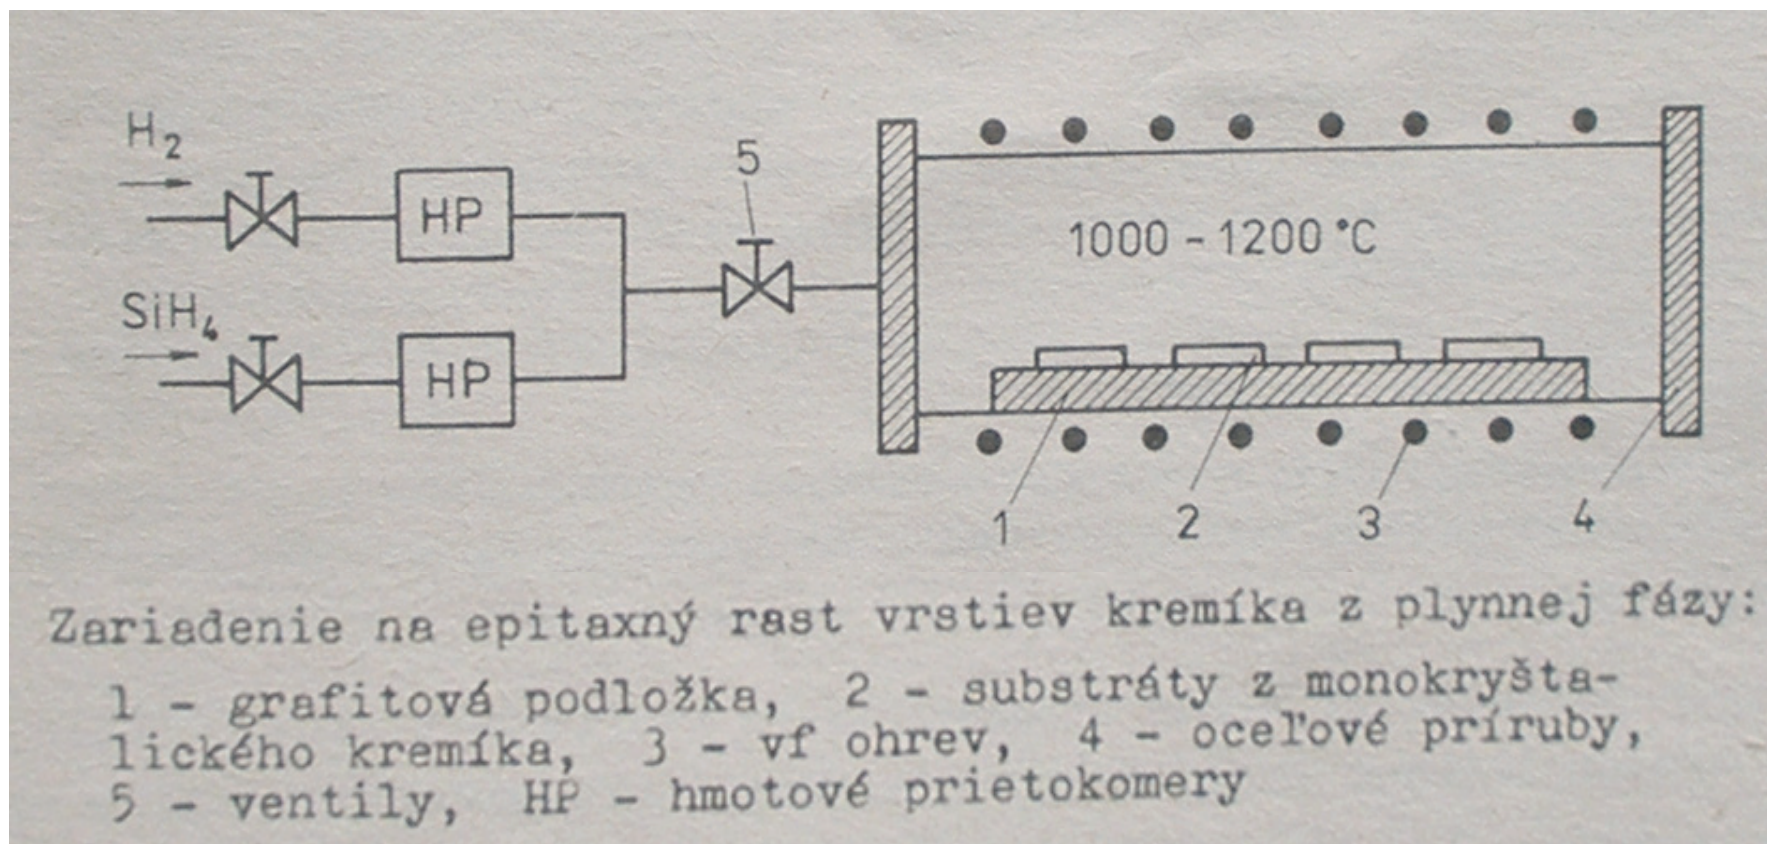 H₂
HP
5
1000 - 1200 °C
SiH₄
HP
1
2
3
4
Zariadenie na epitaxný rast vrstiev kremíka z plynnej fázy:
1 - grafitová podložka, 2 - substráty z monokryšta-
lického kremíka, 3 - vf ohrev, 4 - oceľové príruby,
5 - ventily, HP - hmotové prietokomery